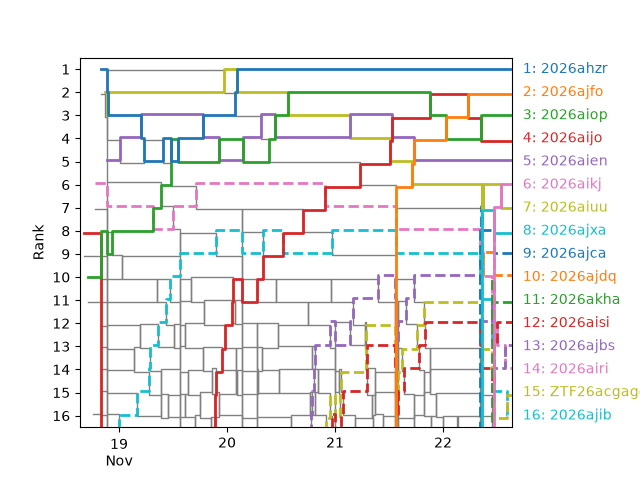 1
2
3
4
5
6
7
8
9
10
11
12
13
14
15
16
Rank
19
20
21
22
Nov
1: 2026ahzr
2: 2026ajfo
3: 2026aiop
4: 2026aijo
5: 2026aien
6: 2026aikj
7: 2026aiuu
8: 2026ajxa
9: 2026ajca
10: 2026ajdq
11: 2026akha
12: 2026aisi
13: 2026ajbs
14: 2026airi
15: ZTF26acgag
16: 2026ajib